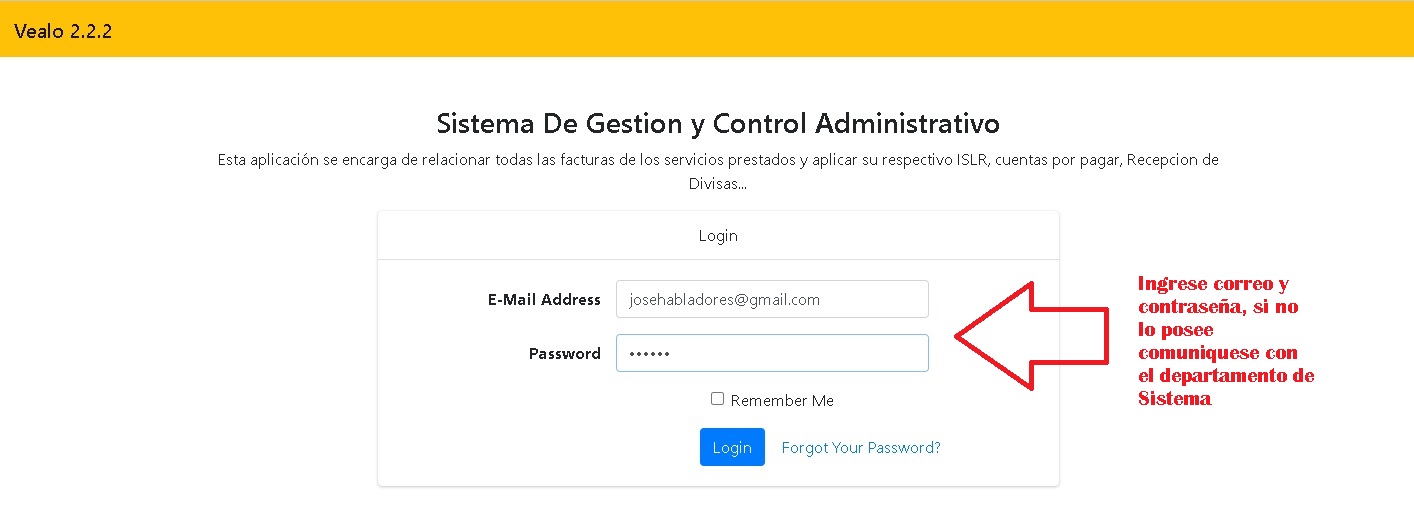 Vealo 2.2.2
Sistema De Gestion y Control Administrativo
Esta aplicación se encarga de relacionar todas las facturas de los servicios prestados y aplicar su respectivo ISLR, cuentas por pagar, Recepcion de
Divisas...
Login
E-Mail Address
josehabladores@gmail.com
Password
••••••
Remember Me
Login
Forgot Your Password?
Ingrese correo y
contraseña, si no
lo posee
comuniquese con
el departamento de
Sistema